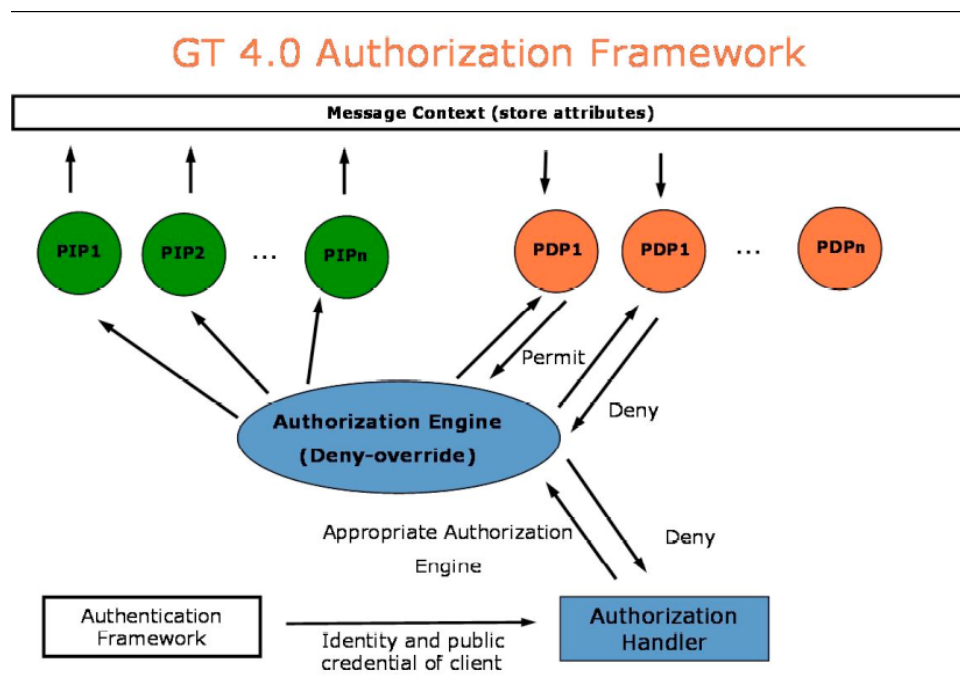 GT 4.0 Authorization Framework
Message Context (store attributes)
PIP1
PIP2
...
PIPn
PDP1
PDP1
...
PDPn
Permit
Deny
Authorization Engine
(Deny-override)
Appropriate Authorization
Engine
Deny
Authentication
Framework
Identity and public
credential of client
Authorization
Handler